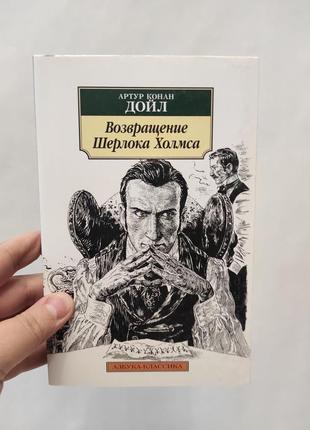 АРТУР КОНАН
ДОЙЛ
Возвращение
Шерлока Холмса
АЗБУКА-КЛАССИКА